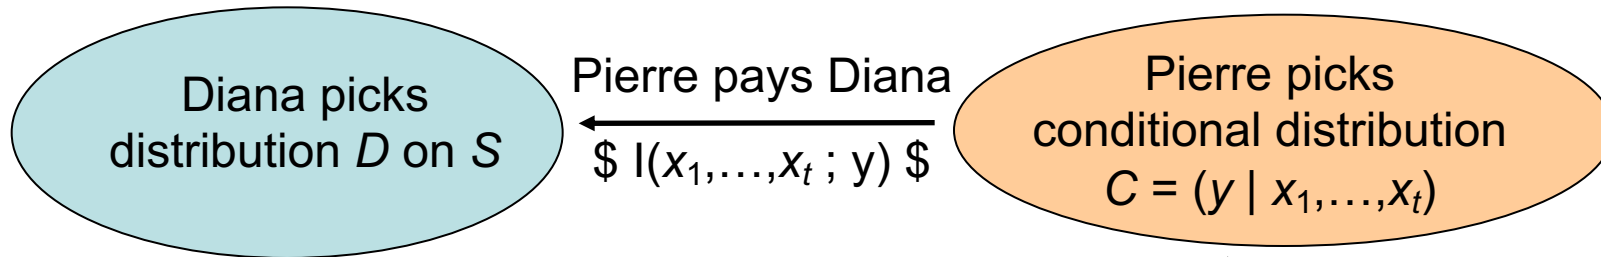 Diana picks
distribution D on S
Pierre pays Diana
$ I(x₁,…,xₜ ; y) $
Pierre picks
conditional distribution
C = (y | x₁,…,xₜ)